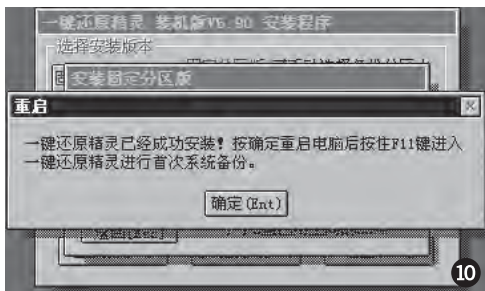 一键还原精灵 装机版V5.90 安装程序
选择安装版本
安装固定分区版
重启
一键还原精灵已经成功安装！按确定重启电脑后按住F11键进入
一键还原精灵进行首次系统备份。
确定(Ent)
10